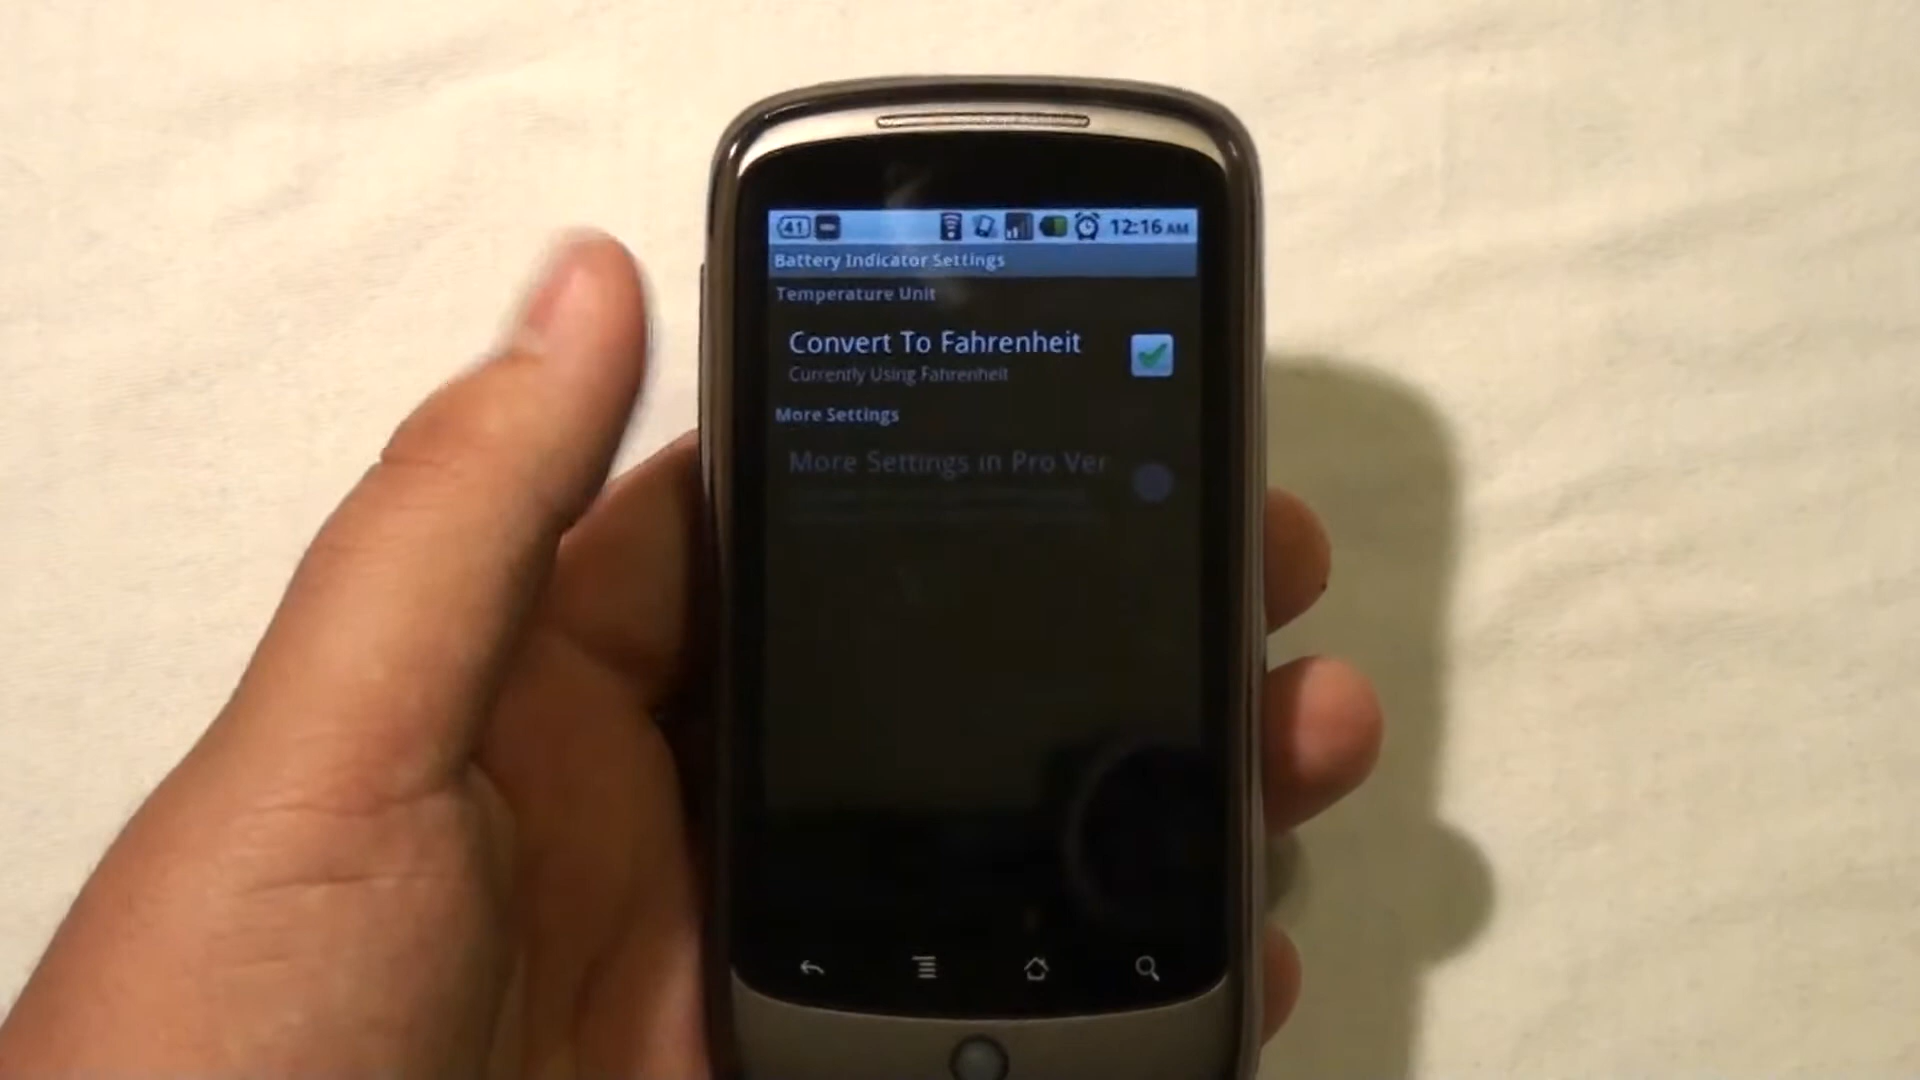 41 12:16 AM
Battery Indicator Settings
Temperature Unit
Convert To Fahrenheit
Currently Using Fahrenheit
More Settings
More Settings in Pro Ver